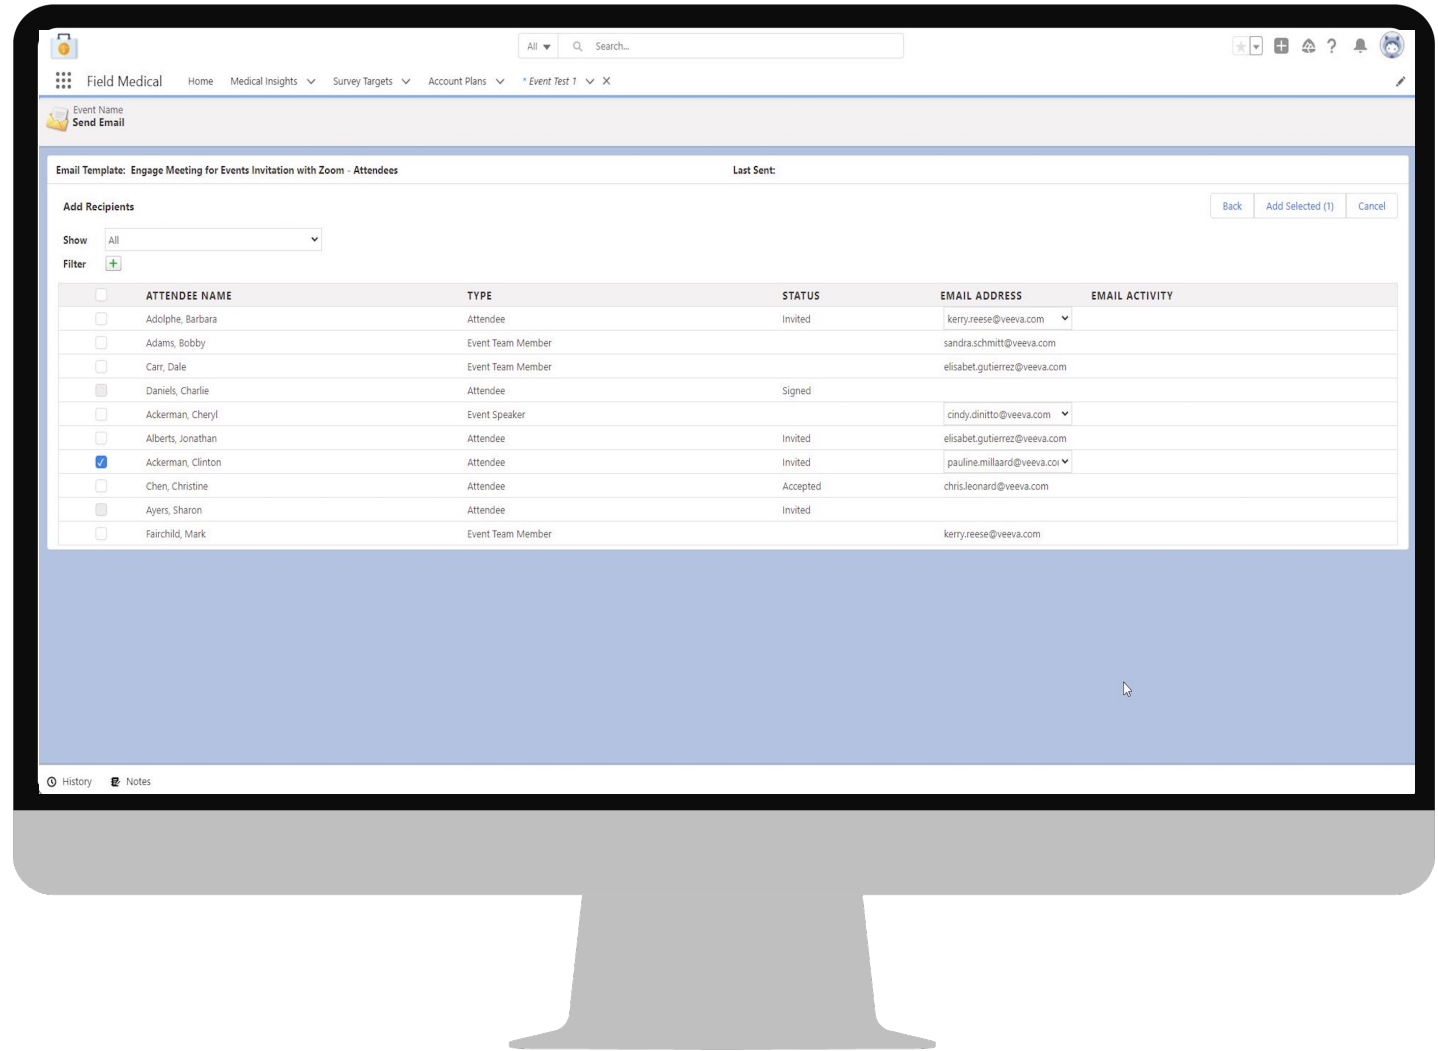 All Search...
Field Medical Home Medical Insights Survey Targets Account Plans * Event Test 1
Event Name
Send Email
Email Template: Engage Meeting for Events Invitation with Zoom - Attendees Last Sent:
Add Recipients Back Add Selected (1) Cancel
Show All
Filter
ATTENDEE NAME TYPE STATUS EMAIL ADDRESS EMAIL ACTIVITY
Adolphe, Barbara Attendee Invited kerry.reese@veeva.com
Adams, Bobby Event Team Member sandra.schmitt@veeva.com
Carr, Dale Event Team Member elisabet.gutierrez@veeva.com
Daniels, Charlie Attendee Signed
Ackerman, Cheryl Event Speaker cindy.dinitto@veeva.com
Alberts, Jonathan Attendee Invited elisabet.gutierrez@veeva.com
Ackerman, Clinton Attendee Invited pauline.millaard@veeva.co
Chen, Christine Attendee Accepted chris.leonard@veeva.com
Ayers, Sharon Attendee Invited
Fairchild, Mark Event Team Member kerry.reese@veeva.com
History Notes